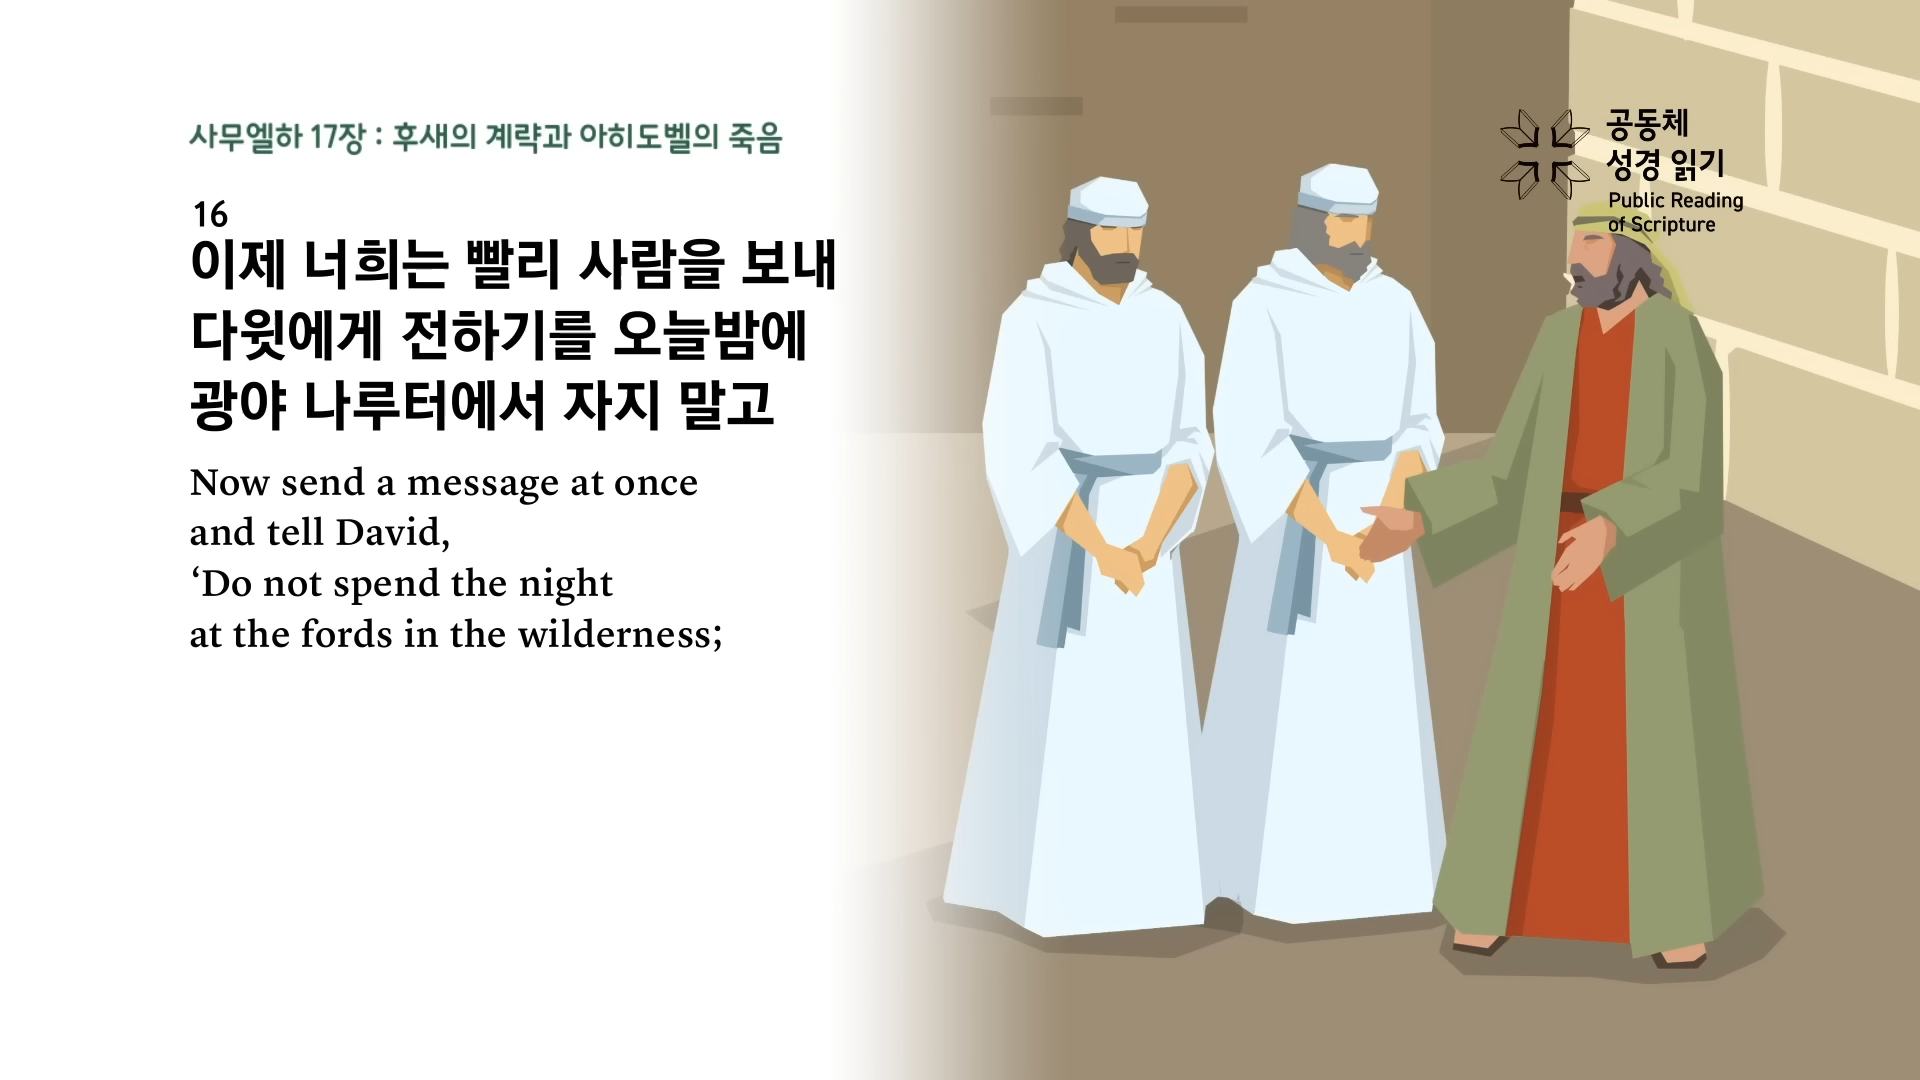 사무엘하 17장 : 후새의 계략과 아히도벨의 죽음
16
이제 너희는 빨리 사람을 보내
다윗에게 전하기를 오늘밤에
광야 나루터에서 자지 말고
Now send a message at once
and tell David,
‘Do not spend the night
at the fords in the wilderness;
공동체
성경 읽기
Public Reading
of Scripture